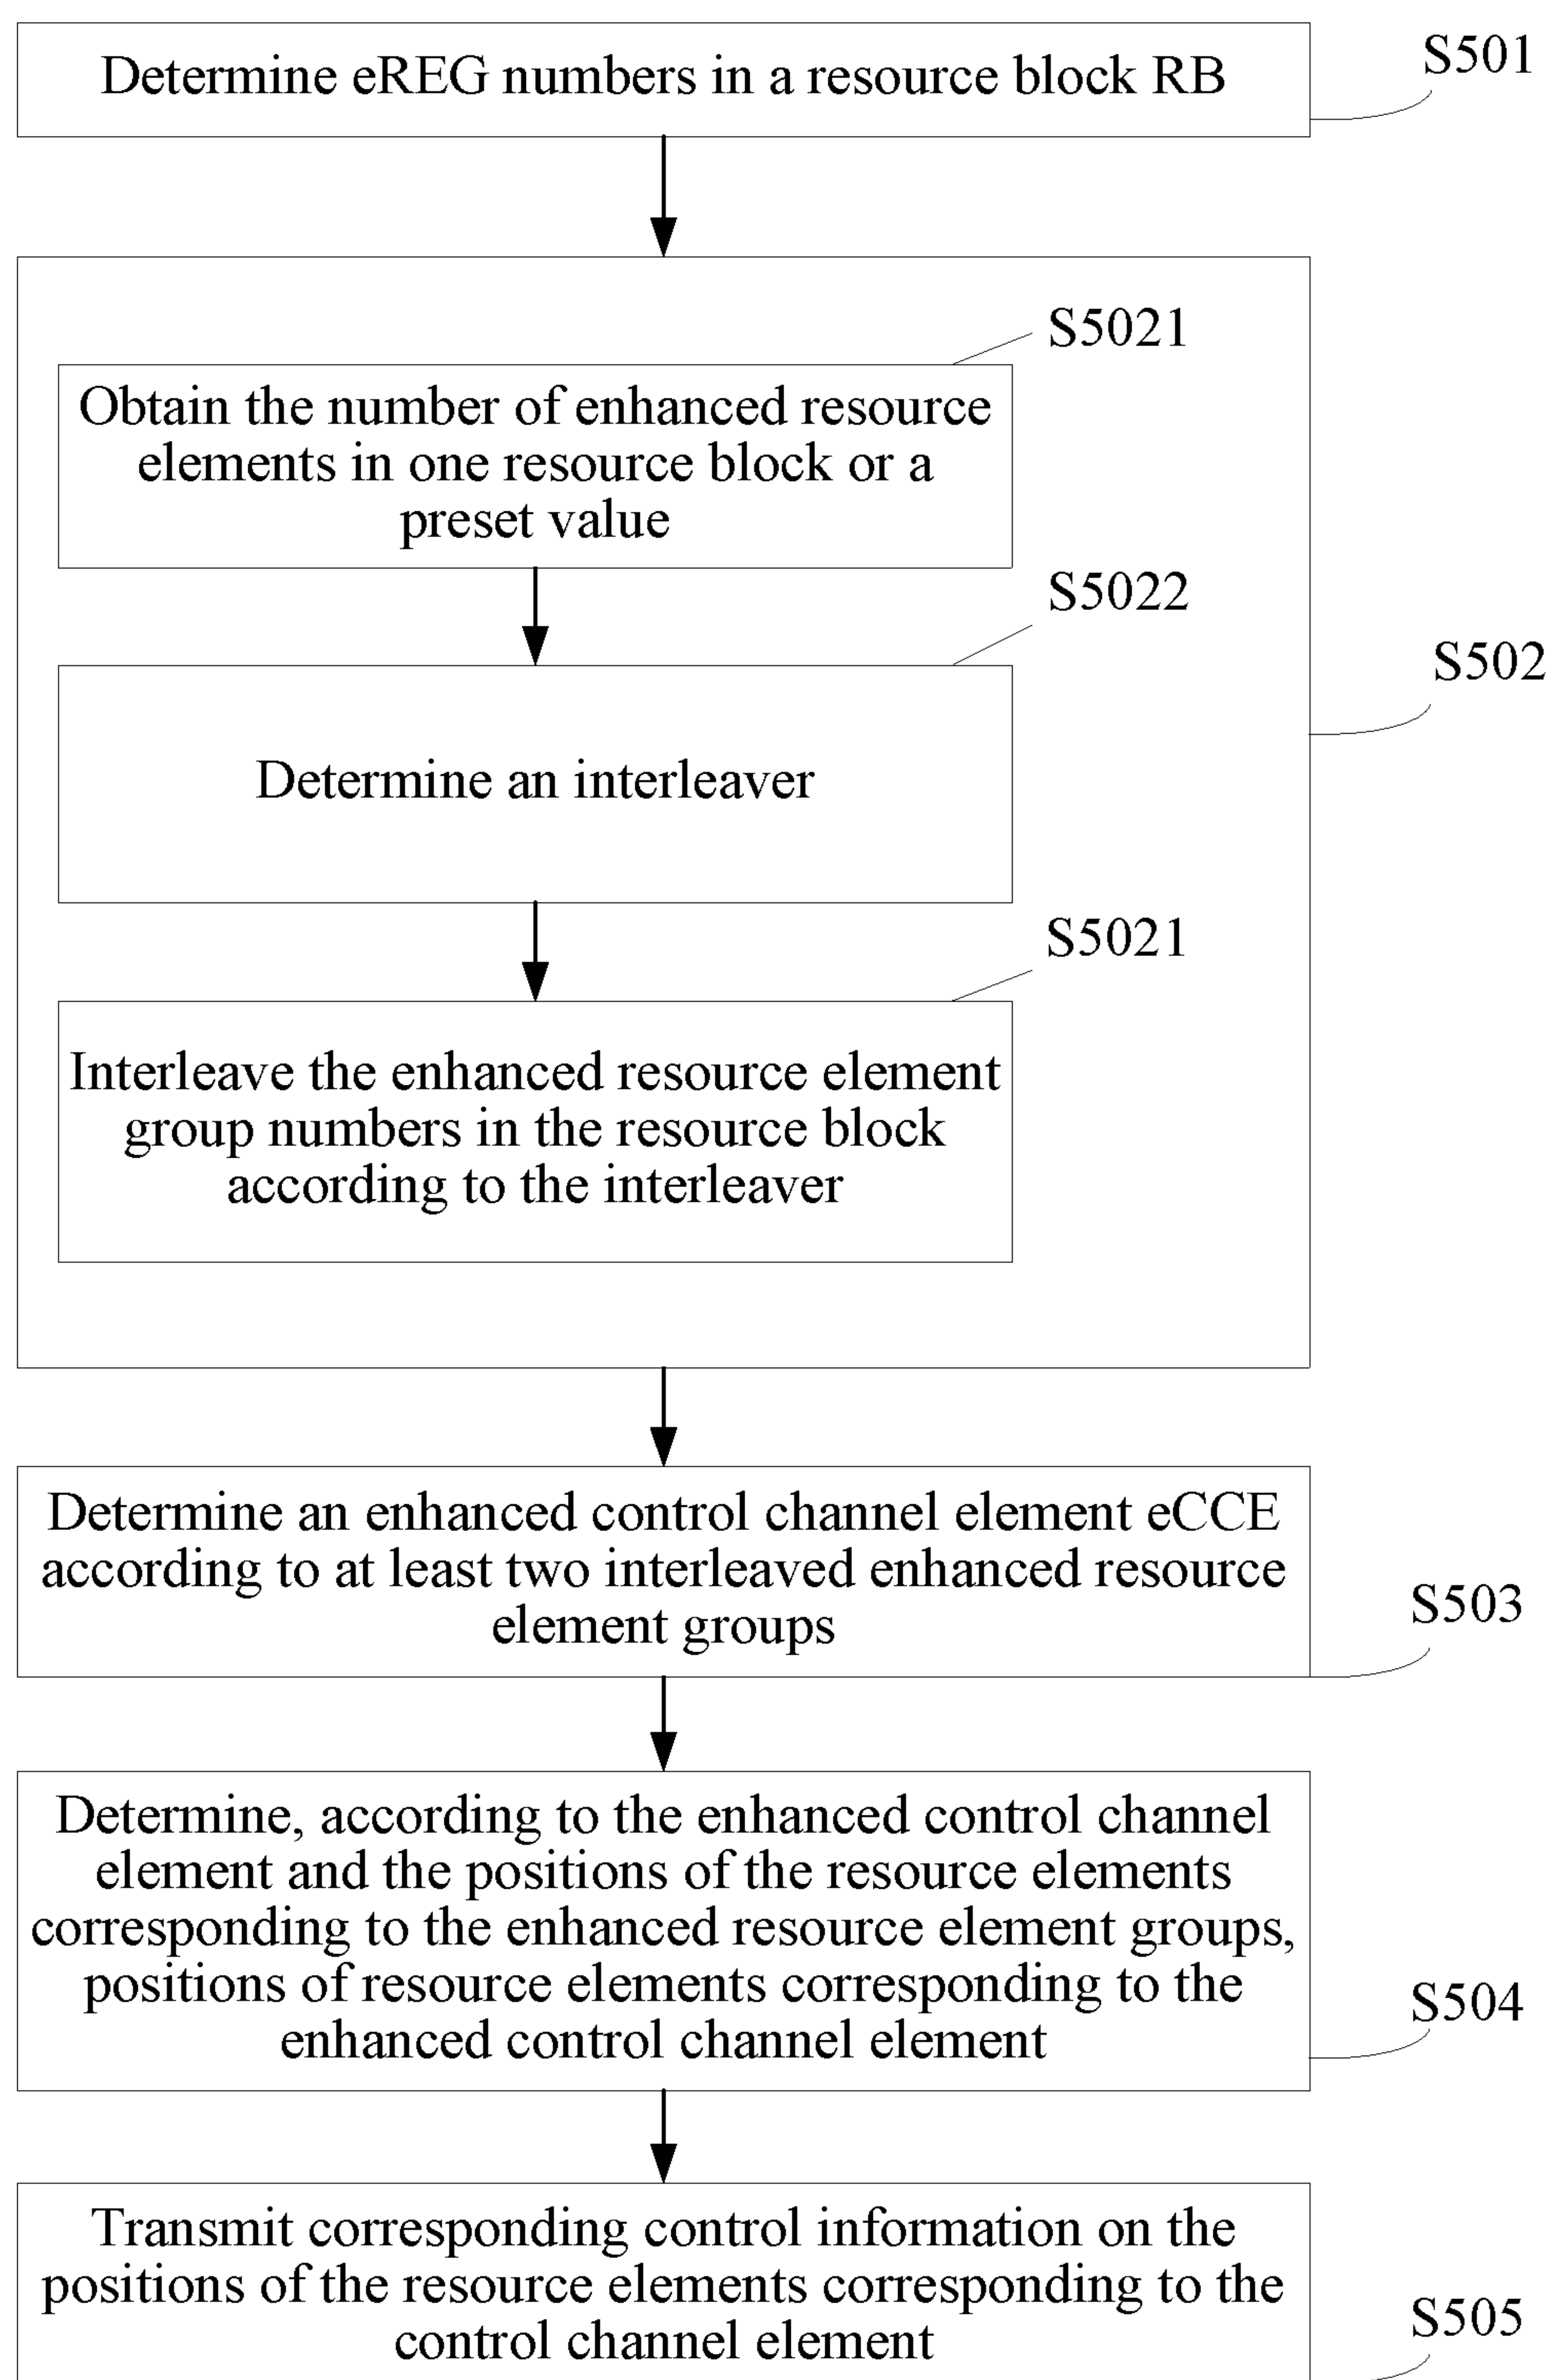 Determine eREG numbers in a resource block RB
S501
S5021
Obtain the number of enhanced resource
elements in one resource block or a
preset value
S5022
S502
Determine an interleaver
S5021
Interleave the enhanced resource element
group numbers in the resource block
according to the interleaver
Determine an enhanced control channel element eCCE
according to at least two interleaved enhanced resource
element groups
S503
Determine, according to the enhanced control channel
element and the positions of the resource elements
corresponding to the enhanced resource element groups,
positions of resource elements corresponding to the
enhanced control channel element
S504
Transmit corresponding control information on the
positions of the resource elements corresponding to the
control channel element
S505